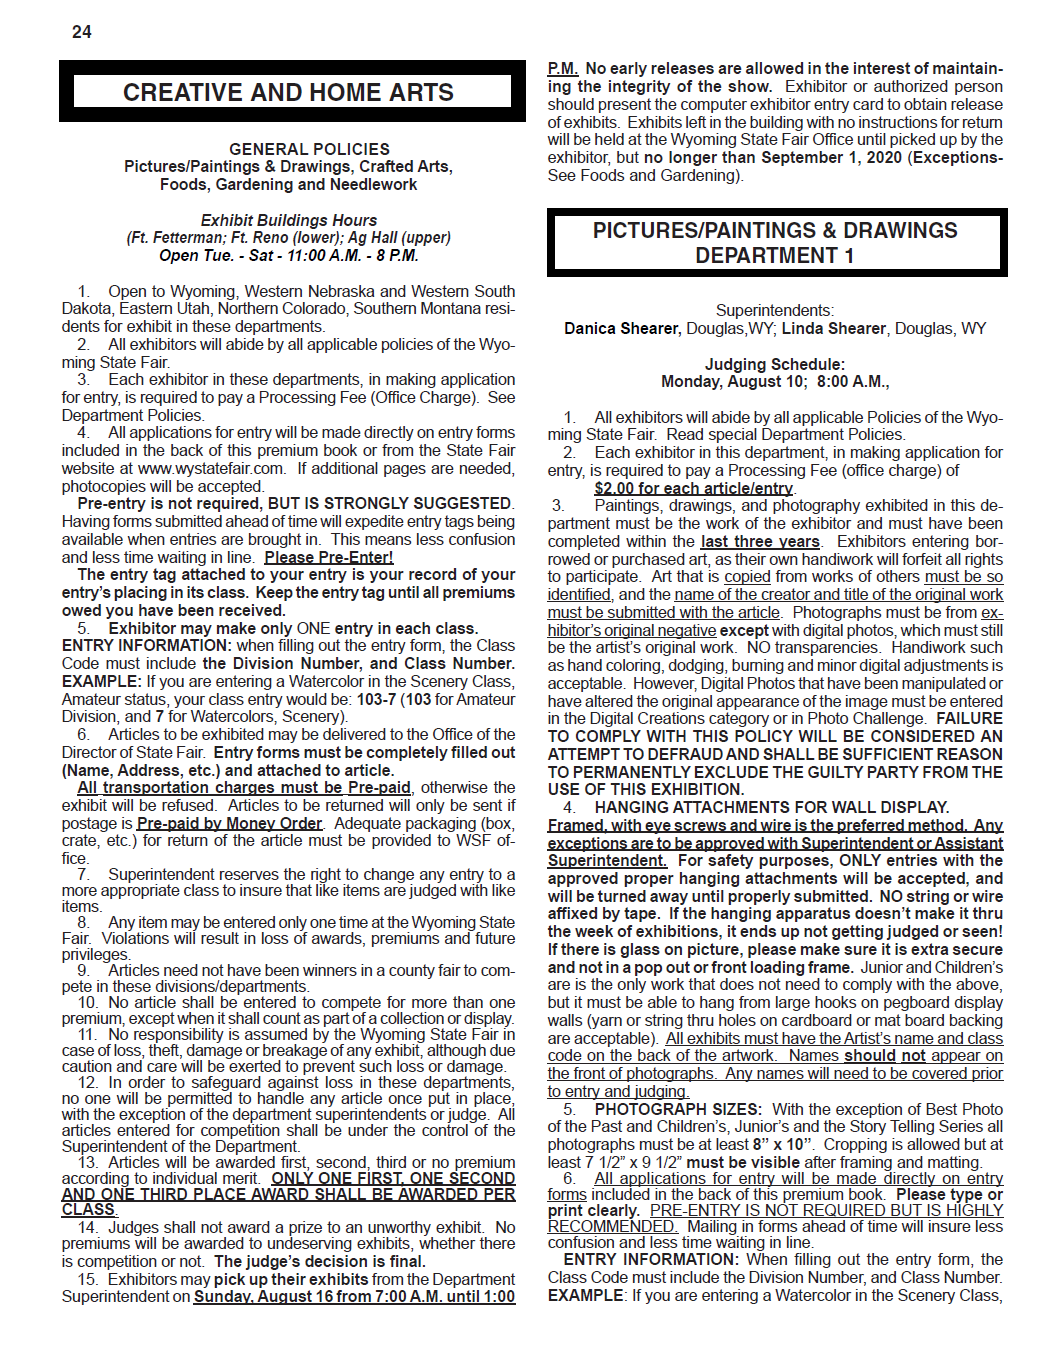 24
CREATIVE AND HOME ARTS
GENERAL POLICIES
Pictures/Paintings & Drawings, Crafted Arts,
Foods, Gardening and Needlework
Exhibit Buildings Hours
(Ft. Fetterman; Ft. Reno (lower); Ag Hall (upper)
Open Tue. - Sat - 11:00 A.M. - 8 P.M.
1. Open to Wyoming, Western Nebraska and Western South
Dakota, Eastern Utah, Northern Colorado, Southern Montana resi-
dents for exhibit in these departments.
2. All exhibitors will abide by all applicable policies of the Wyo-
ming State Fair.
3. Each exhibitor in these departments, in making application
for entry, is required to pay a Processing Fee (Office Charge). See
Department Policies.
4. All applications for entry will be made directly on entry forms
included in the back of this premium book or from the State Fair
website at www.wystatefair.com. If additional pages are needed,
photocopies will be accepted.
Pre-entry is not required, BUT IS STRONGLY SUGGESTED.
Having forms submitted ahead of time will expedite entry tags being
available when entries are brought in. This means less confusion
and less time waiting in line. Please Pre-Enter!
The entry tag attached to your entry is your record of your
entry's placing in its class. Keep the entry tag until all premiums
owed you have been received.
5. Exhibitor may make only ONE entry in each class.
ENTRY INFORMATION: when filling out the entry form, the Class
Code must include the Division Number, and Class Number.
EXAMPLE: If you are entering a Watercolor in the Scenery Class,
Amateur status, your class entry would be: 103-7 (103 for Amateur
Division, and 7 for Watercolors, Scenery).
6. Articles to be exhibited may be delivered to the Office of the
Director of State Fair. Entry forms must be completely filled out
(Name, Address, etc.) and attached to article.
All transportation charges must be Pre-paid, otherwise the
exhibit will be refused. Articles to be returned will only be sent if
postage is Pre-paid by Money Order. Adequate packaging (box,
crate, etc.) for return of the article must be provided to WSF of-
fice.
7. Superintendent reserves the right to change any entry to a
more appropriate class to insure that like items are judged with like
items.
8. Any item may be entered only one time at the Wyoming State
Fair. Violations will result in loss of awards, premiums and future
privileges.
9. Articles need not have been winners in a county fair to com-
pete in these divisions/departments.
10. No article shall be entered to compete for more than one
premium, except when it shall count as part of a collection or display.
11. No responsibility is assumed by the Wyoming State Fair in
case of loss, theft, damage or breakage of any exhibit, although due
caution and care will be exerted to prevent such loss or damage.
12. In order to safeguard against loss in these departments,
no one will be permitted to handle any article once put in place,
with the exception of the department superintendents or judge. All
articles entered for competition shall be under the control of the
Superintendent of the Department.
13. Articles will be awarded first, second, third or no premium
according to individual merit. ONLY ONE FIRST, ONE SECOND
AND ONE THIRD PLACE AWARD SHALL BE AWARDED PER
CLASS.
14. Judges shall not award a prize to an unworthy exhibit. No
premiums will be awarded to undeserving exhibits, whether there
is competition or not. The judge's decision is final.
15. Exhibitors may pick up their exhibits from the Department
Superintendent on Sunday, August 16 from 7:00 A.M. until 1:00
P.M. No early releases are allowed in the interest of maintain-
ing the integrity of the show. Exhibitor or authorized person
should present the computer exhibitor entry card to obtain release
of exhibits. Exhibits left in the building with no instructions for return
will be held at the Wyoming State Fair Office until picked up by the
exhibitor, but no longer than September 1, 2020 (Exceptions-
See Foods and Gardening).
PICTURES/PAINTINGS & DRAWINGS
DEPARTMENT 1
Superintendents:
Danica Shearer, Douglas,WY; Linda Shearer, Douglas, WY
Judging Schedule:
Monday, August 10; 8:00 A.M.,
1. All exhibitors will abide by all applicable Policies of the Wyo-
ming State Fair. Read special Department Policies.
2. Each exhibitor in this department, in making application for
entry, is required to pay a Processing Fee (office charge) of
$2.00 for each article/entry.
3. Paintings, drawings, and photography exhibited in this de-
partment must be the work of the exhibitor and must have been
completed within the last three years. Exhibitors entering bor-
rowed or purchased art, as their own handiwork will forfeit all rights
to participate. Art that is copied from works of others must be so
identified, and the name of the creator and title of the original work
must be submitted with the article. Photographs must be from ex-
hibitor's original negative except with digital photos, which must still
be the artist's original work. NO transparencies. Handiwork such
as hand coloring, dodging, burning and minor digital adjustments is
acceptable. However, Digital Photos that have been manipulated or
have altered the original appearance of the image must be entered
in the Digital Creations category or in Photo Challenge. FAILURE
TO COMPLY WITH THIS POLICY WILL BE CONSIDERED AN
ATTEMPT TO DEFRAUD AND SHALL BE SUFFICIENT REASON
TO PERMANENTLY EXCLUDE THE GUILTY PARTY FROM THE
USE OF THIS EXHIBITION.
4. HANGING ATTACHMENTS FOR WALL DISPLAY.
Framed, with eye screws and wire is the preferred method. Any
exceptions are to be approved with Superintendent or Assistant
Superintendent. For safety purposes, ONLY entries with the
approved proper hanging attachments will be accepted, and
will be turned away until properly submitted. NO string or wire
affixed by tape. If the hanging apparatus doesn't make it thru
the week of exhibitions, it ends up not getting judged or seen!
If there is glass on picture, please make sure it is extra secure
and not in a pop out or front loading frame. Junior and Children's
are is the only work that does not need to comply with the above,
but it must be able to hang from large hooks on pegboard display
walls (yarn or string thru holes on cardboard or mat board backing
are acceptable). All exhibits must have the Artist's name and class
code on the back of the artwork. Names should not appear on
the front of photographs. Any names will need to be covered prior
to entry and judging.
5. PHOTOGRAPH SIZES: With the exception of Best Photo
of the Past and Children's, Junior's and the Story Telling Series all
photographs must be at least 8" x 10". Cropping is allowed but at
least 7 1/2" x 9 1/2" must be visible after framing and matting.
6. All applications for entry will be made directly on entry
forms included in the back of this premium book. Please type or
print clearly. PRE-ENTRY IS NOT REQUIRED BUT IS HIGHLY
RECOMMENDED. Mailing in forms ahead of time will insure less
confusion and less time waiting in line.
ENTRY INFORMATION: When filling out the entry form, the
Class Code must include the Division Number, and Class Number.
EXAMPLE: If you are entering a Watercolor in the Scenery Class,